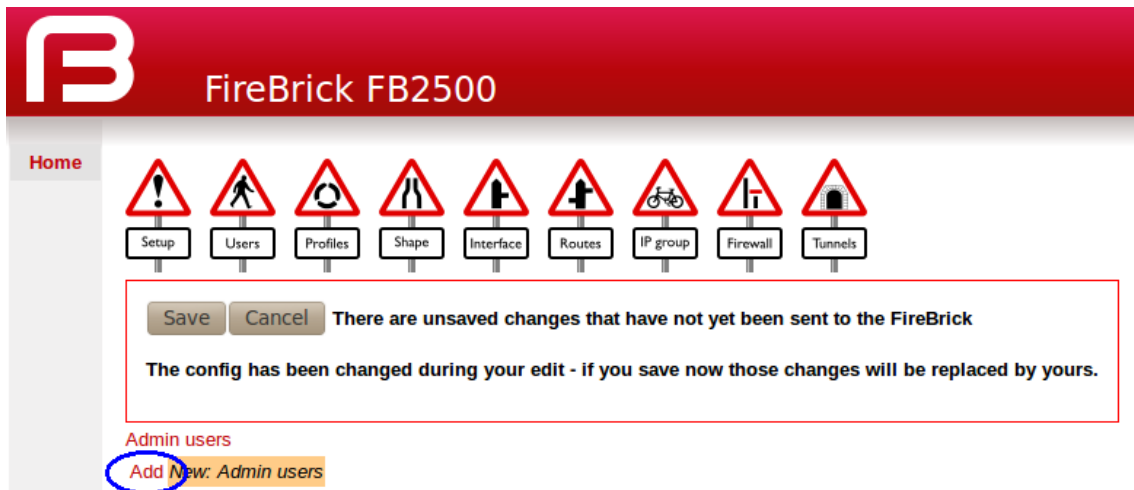 FireBrick FB2500
Home
Setup Users Profiles Shape Interface Routes IP group Firewall Tunnels
Save Cancel There are unsaved changes that have not yet been sent to the FireBrick
The config has been changed during your edit - if you save now those changes will be replaced by yours.
Admin users
Add New: Admin users